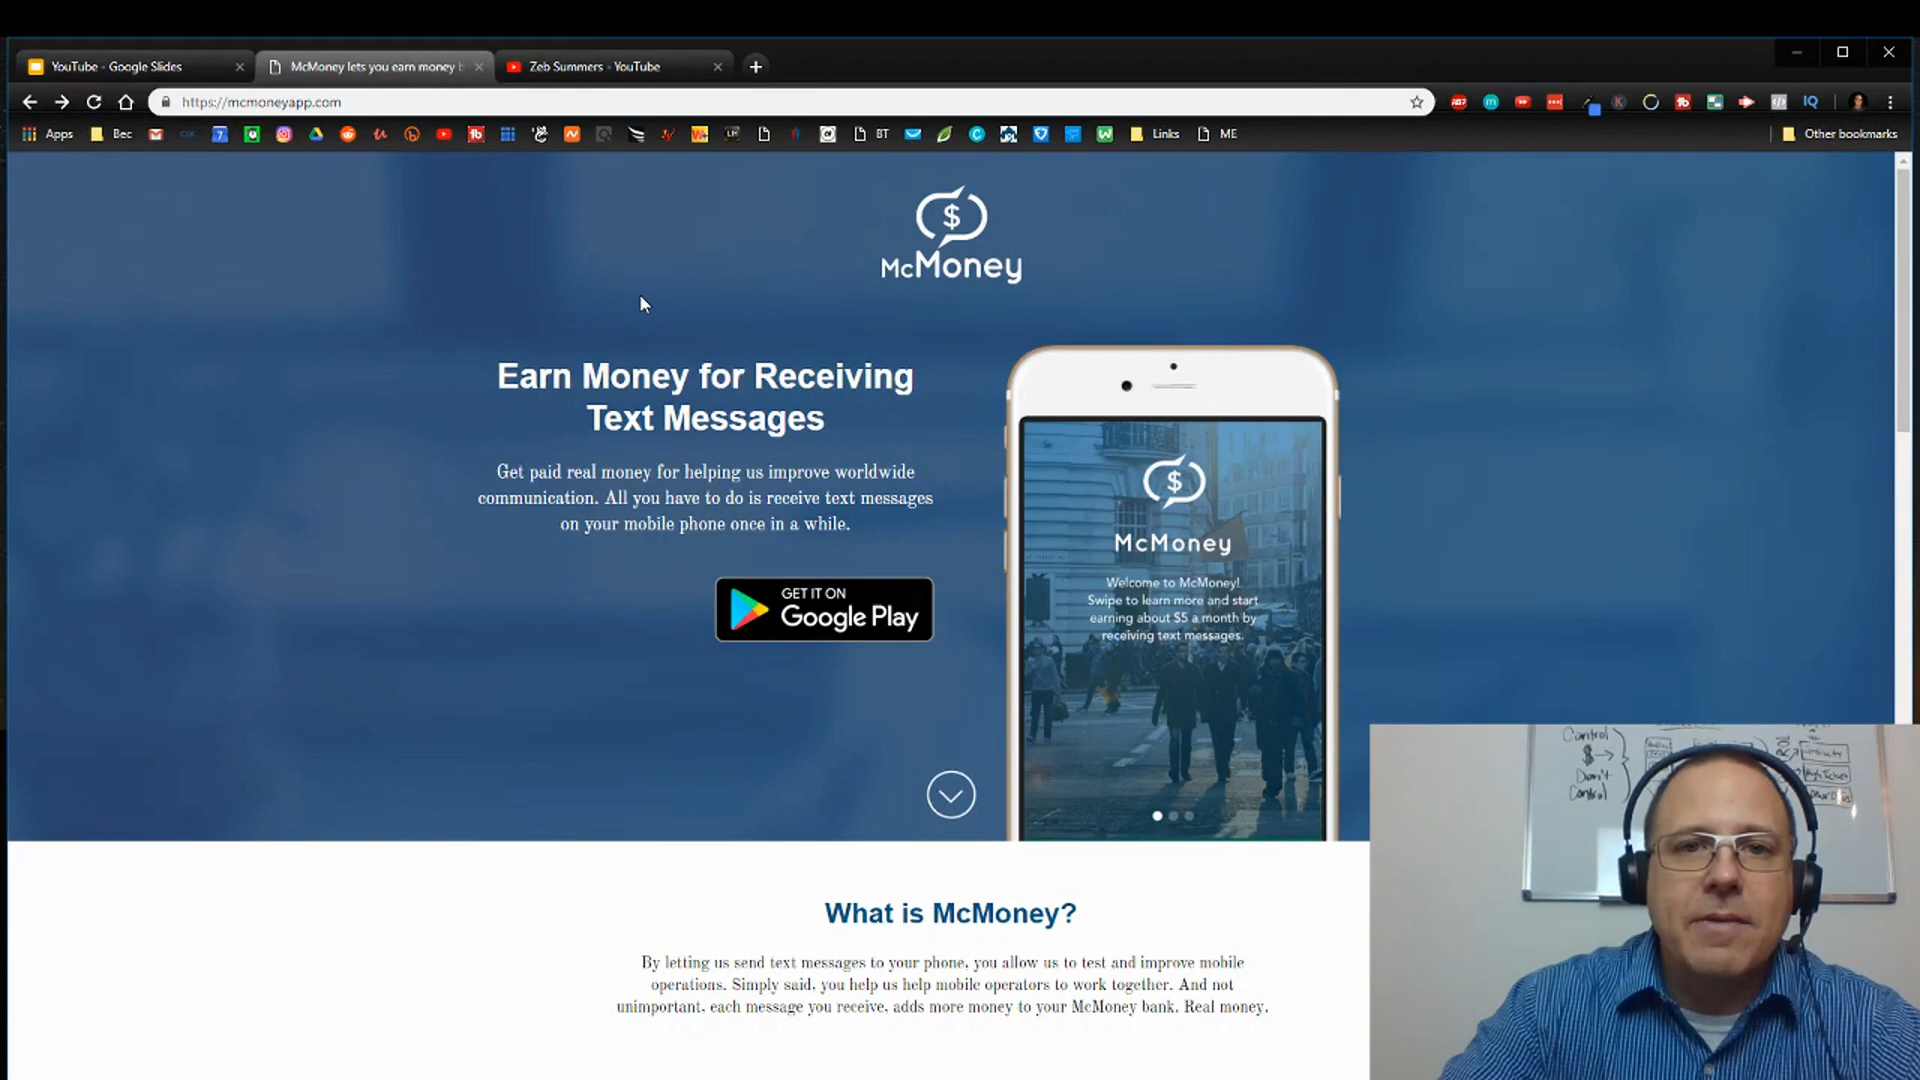 YouTube - Google Slides
McMoney lets you earn money b
Zeb Summers - YouTube
https://mcmoneyapp.com
Apps
Bec
BT
Links
ME
Other bookmarks
$
McMoney
Earn Money for Receiving
Text Messages
Get paid real money for helping us improve worldwide
communication. All you have to do is receive text messages
on your mobile phone once in a while.
GET IT ON
Google Play
$
McMoney
Welcome to McMoney!
Swipe to learn more and start
earning about $5 a month by
receiving text messages.
What is McMoney?
By letting us send text messages to your phone, you allow us to test and improve mobile
operations. Simply said, you help us help mobile operators to work together. And not
unimportant, each message you receive, adds more money to your McMoney bank. Real money.
Control
$
Don't
Control